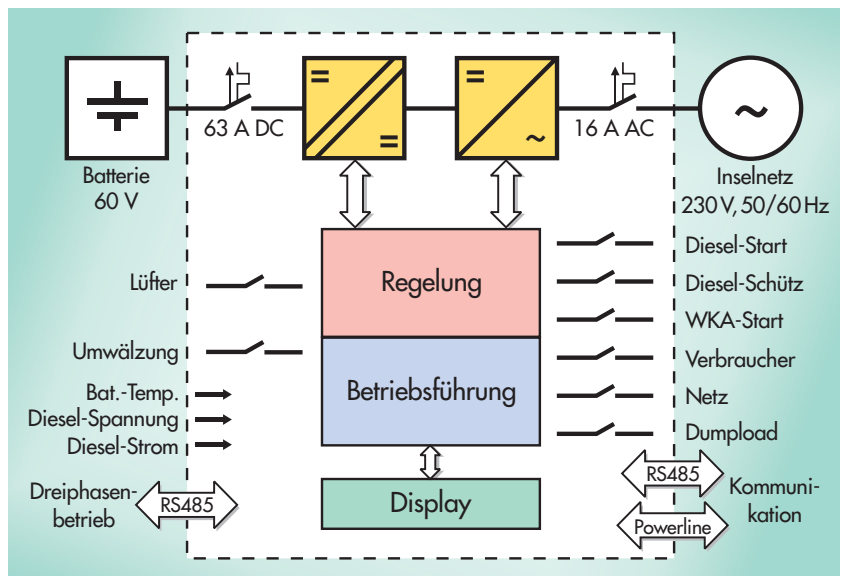 63 A DC
16 A AC
Batterie
60 V
Inselnetz
230 V, 50/60 Hz
Lüfter
Umwälzung
Bat.-Temp.
Diesel-Spannung
Diesel-Strom
Dreiphasen-
betrieb
RS485
Regelung
Betriebsführung
Display
Diesel-Start
Diesel-Schütz
WKA-Start
Verbraucher
Netz
Dumpload
RS485
Powerline
Kommuni-
kation